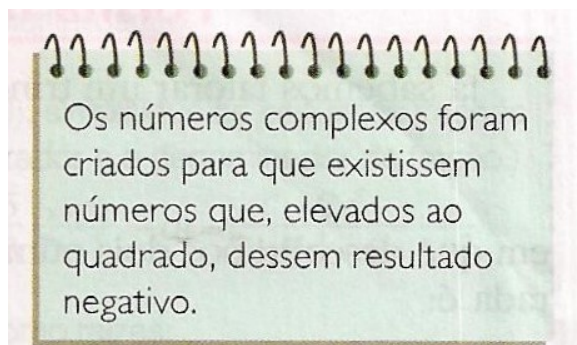 Os números complexos foram
criados para que existissem
números que, elevados ao
quadrado, dessem resultado
negativo.